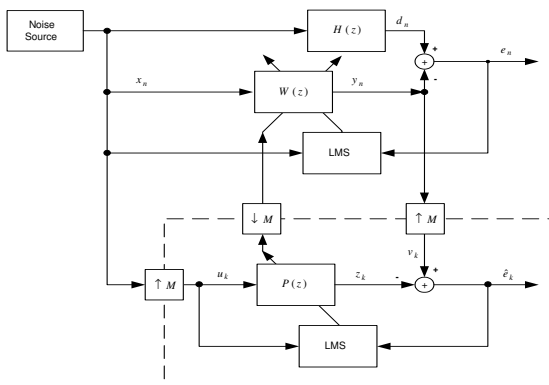 Noise
Source
H(z)
d_n
+
+
-
e_n
x_n
W(z)
y_n
LMS
↓ M
↑ M
v_k
↑ M
u_k
P(z)
z_k
-
+
+
ê_k
LMS